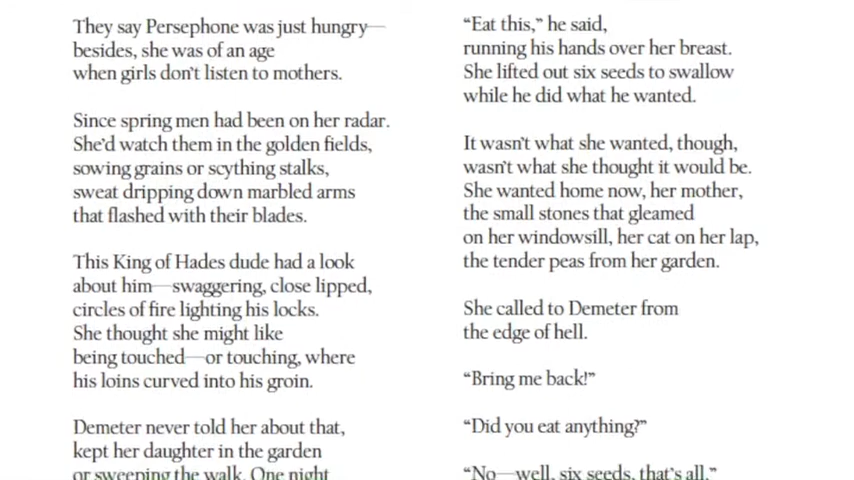 They say Persephone was just hungry—
besides, she was of an age
when girls don't listen to mothers.
Since spring men had been on her radar.
She'd watch them in the golden fields,
sowing grains or scything stalks,
sweat dripping down marbled arms
that flashed with their blades.
This King of Hades dude had a look
about him—swaggering, close lipped,
circles of fire lighting his locks.
She thought she might like
being touched—or touching, where
his loins curved into his groin.
Demeter never told her about that,
kept her daughter in the garden
or sweeping the walk. One night
“Eat this,” he said,
running his hands over her breast.
She lifted out six seeds to swallow
while he did what he wanted.
It wasn't what she wanted, though,
wasn't what she thought it would be.
She wanted home now, her mother,
the small stones that gleamed
on her windowsill, her cat on her lap,
the tender peas from her garden.
She called to Demeter from
the edge of hell.
“Bring me back!”
“Did you eat anything?”
“No—well, six seeds, that's all.”